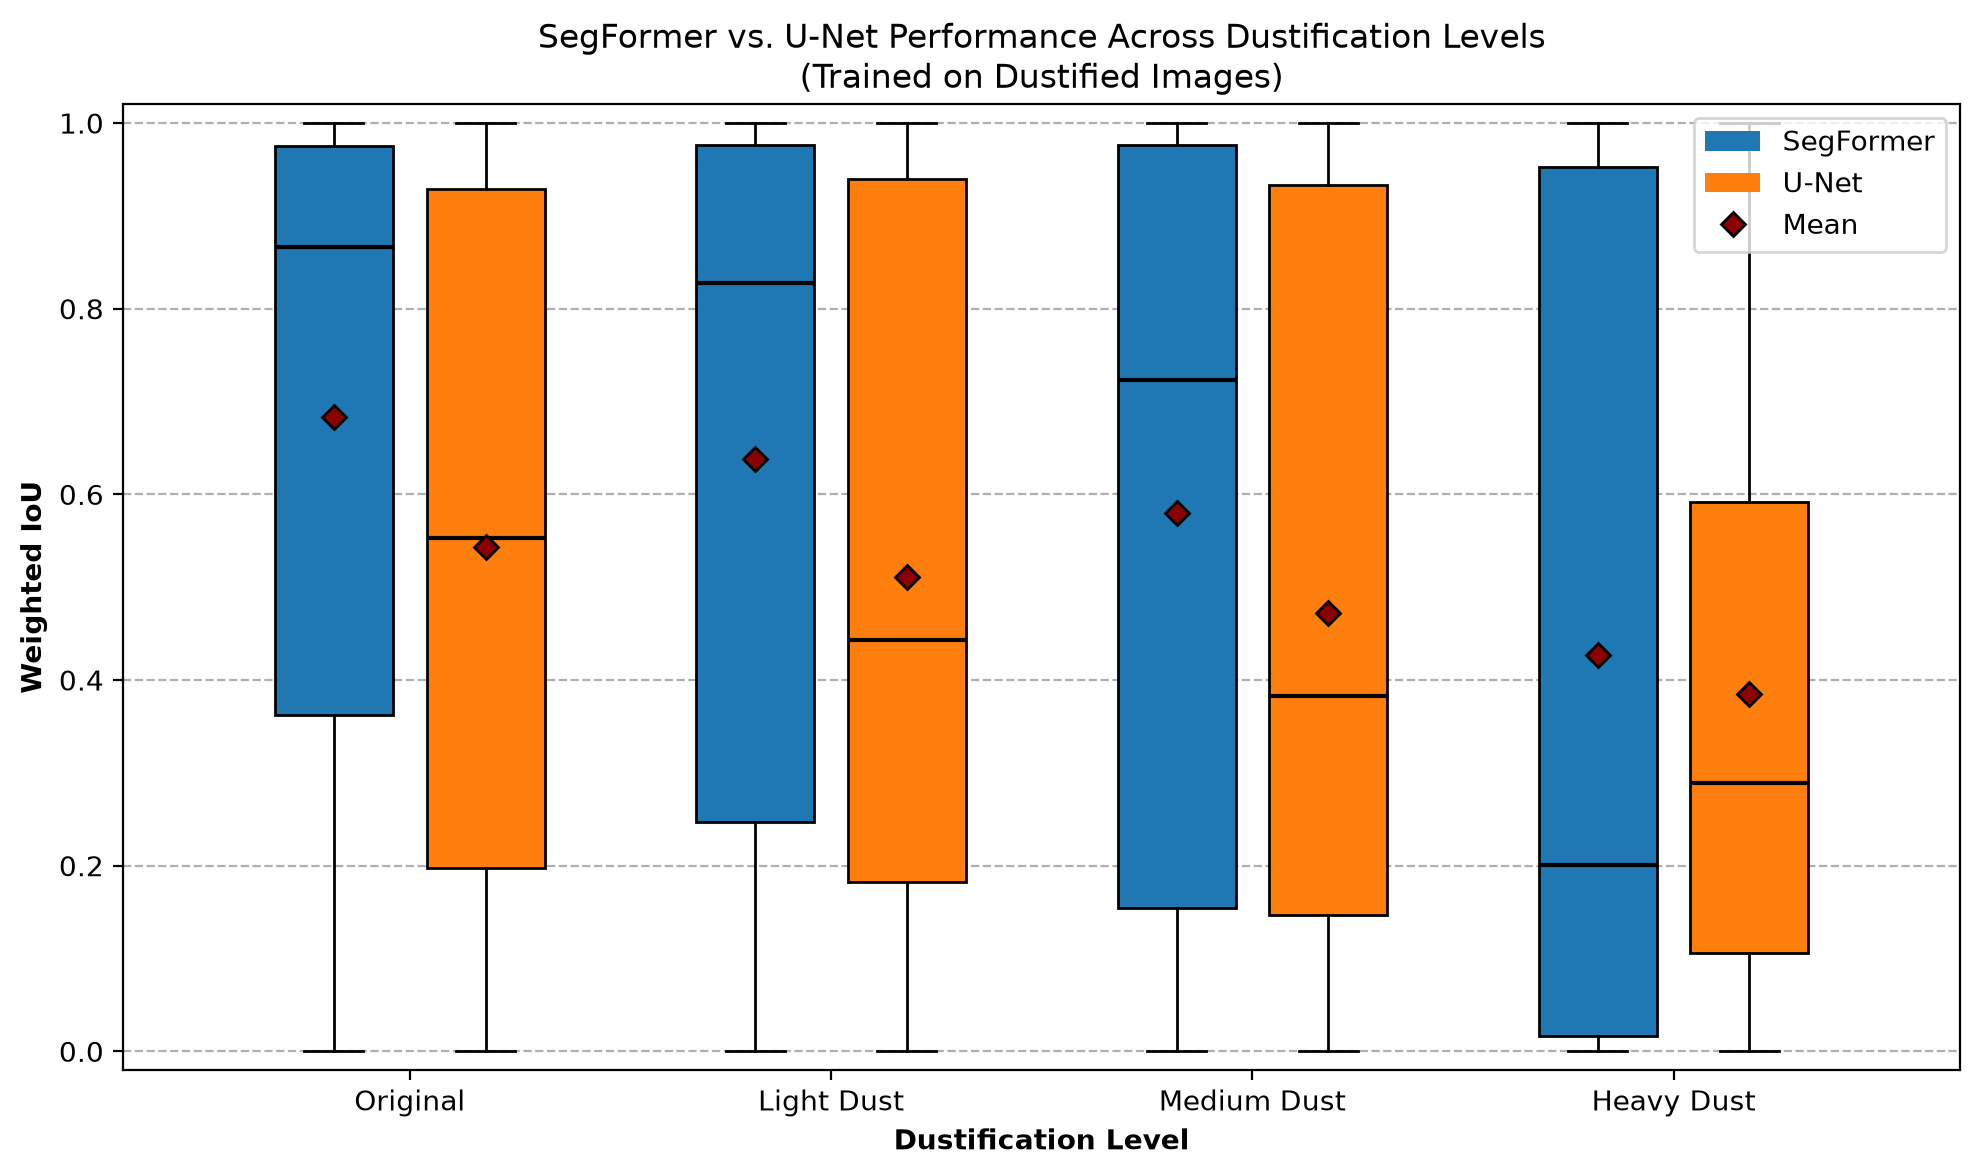 SegFormer vs. U-Net Performance Across Dustification Levels
(Trained on Dustified Images)
Weighted IoU
1.0
0.8
0.6
0.4
0.2
0.0
SegFormer
U-Net
Mean
Original
Light Dust
Medium Dust
Heavy Dust
Dustification Level